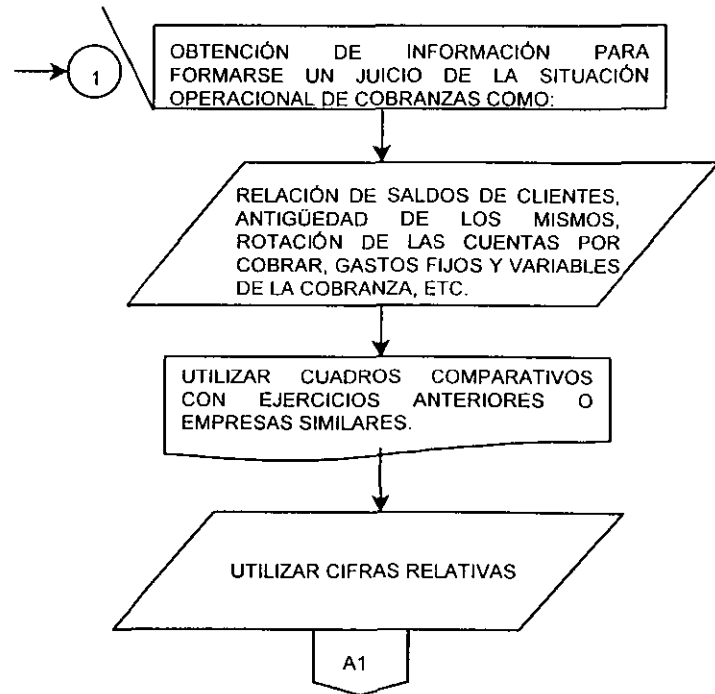 1
OBTENCIÓN DE INFORMACIÓN PARA
FORMARSE UN JUICIO DE LA SITUACIÓN
OPERACIONAL DE COBRANZAS COMO:
RELACIÓN DE SALDOS DE CLIENTES,
ANTIGÜEDAD DE LOS MISMOS,
ROTACIÓN DE LAS CUENTAS POR
COBRAR, GASTOS FIJOS Y VARIABLES
DE LA COBRANZA, ETC.
UTILIZAR CUADROS COMPARATIVOS
CON EJERCICIOS ANTERIORES O
EMPRESAS SIMILARES.
UTILIZAR CIFRAS RELATIVAS
A1